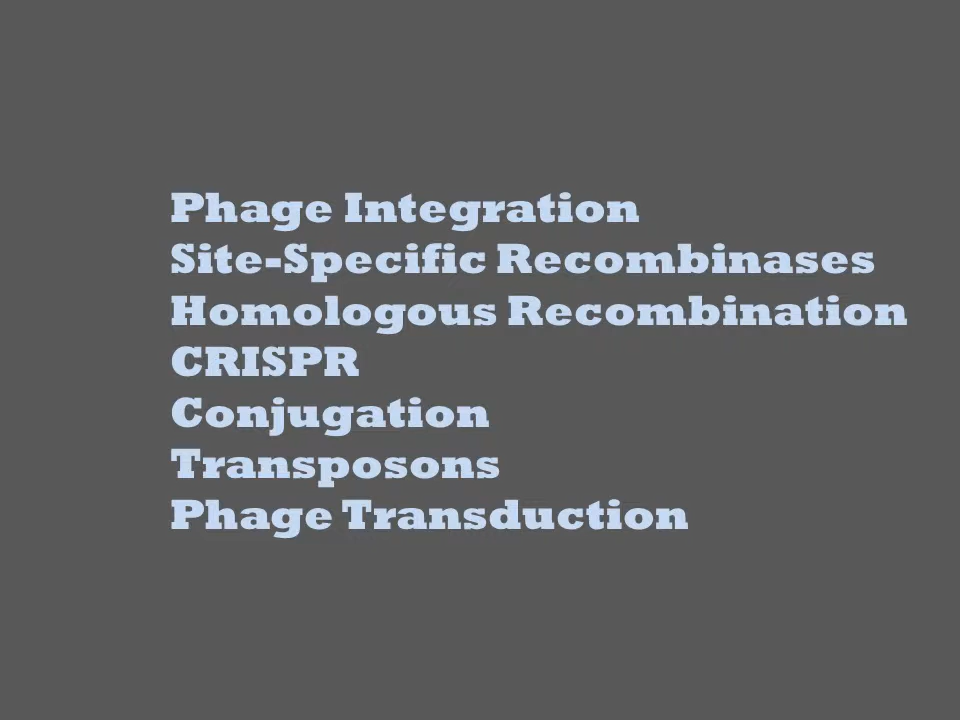 Phage Integration
Site-Specific Recombinases
Homologous Recombination
CRISPR
Conjugation
Transposons
Phage Transduction